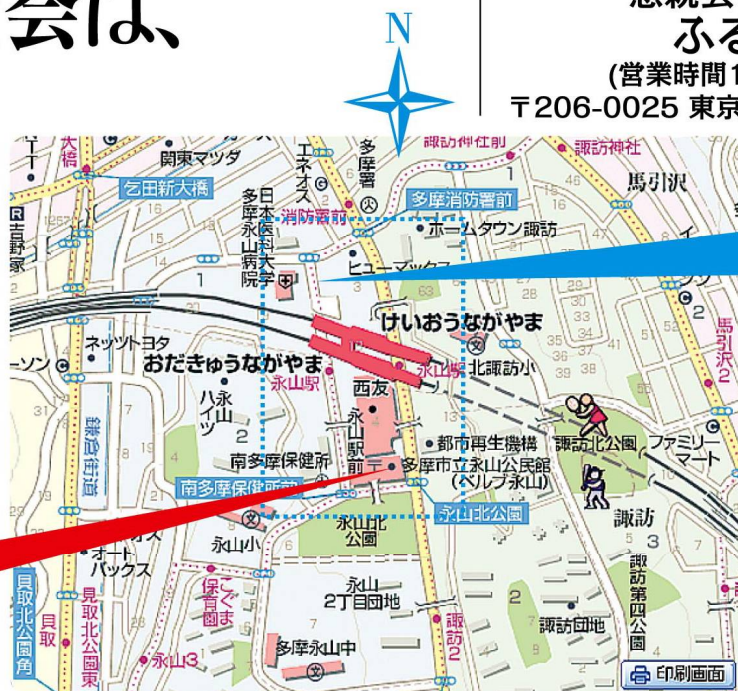 会は、
N
ふる
(営業時間1
〒206-0025 東京
大橋
関東マツダ
エネオス
多摩署
諏訪神社前
諏訪神社
馬引沢
乞田新大橋
多摩消防署前
消防署前
日本医科大学
多摩永山病院
ホームタウン諏訪
ヒューマックス
吉野家
けいおうながやま
おだきゅうながやま
ネッツトヨタ
ーソン
永山駅
永山駅
北諏訪小
馬引沢2
西友
永山
ハイツ
永山駅前
鎌倉街道
南多摩保健所
南多摩保健所前
都市再生機構
多摩市立永山公民館
(ベルブ永山)
諏訪北公園
ファミリー
マート
永山北公園
永山小
永山北
公園
諏訪
オート
バックス
こぐま
保育園
永山
2丁目団地
諏訪第四公園
貝取北公園角
貝取
貝取北公園東
諏訪2
諏訪団地
永山3
多摩永山中
印刷画面